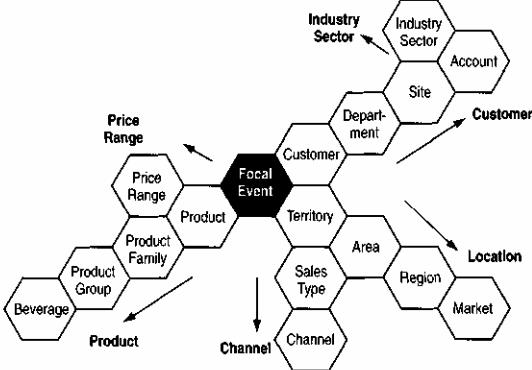 Industry
Sector
Industry
Sector
Account
Site
Depart-
ment
Customer
Customer
Price
Range
Focal
Event
Price
Range
Product
Territory
Product
Family
Area
Location
Product
Group
Sales
Type
Region
Beverage
Market
Product
Channel
Channel